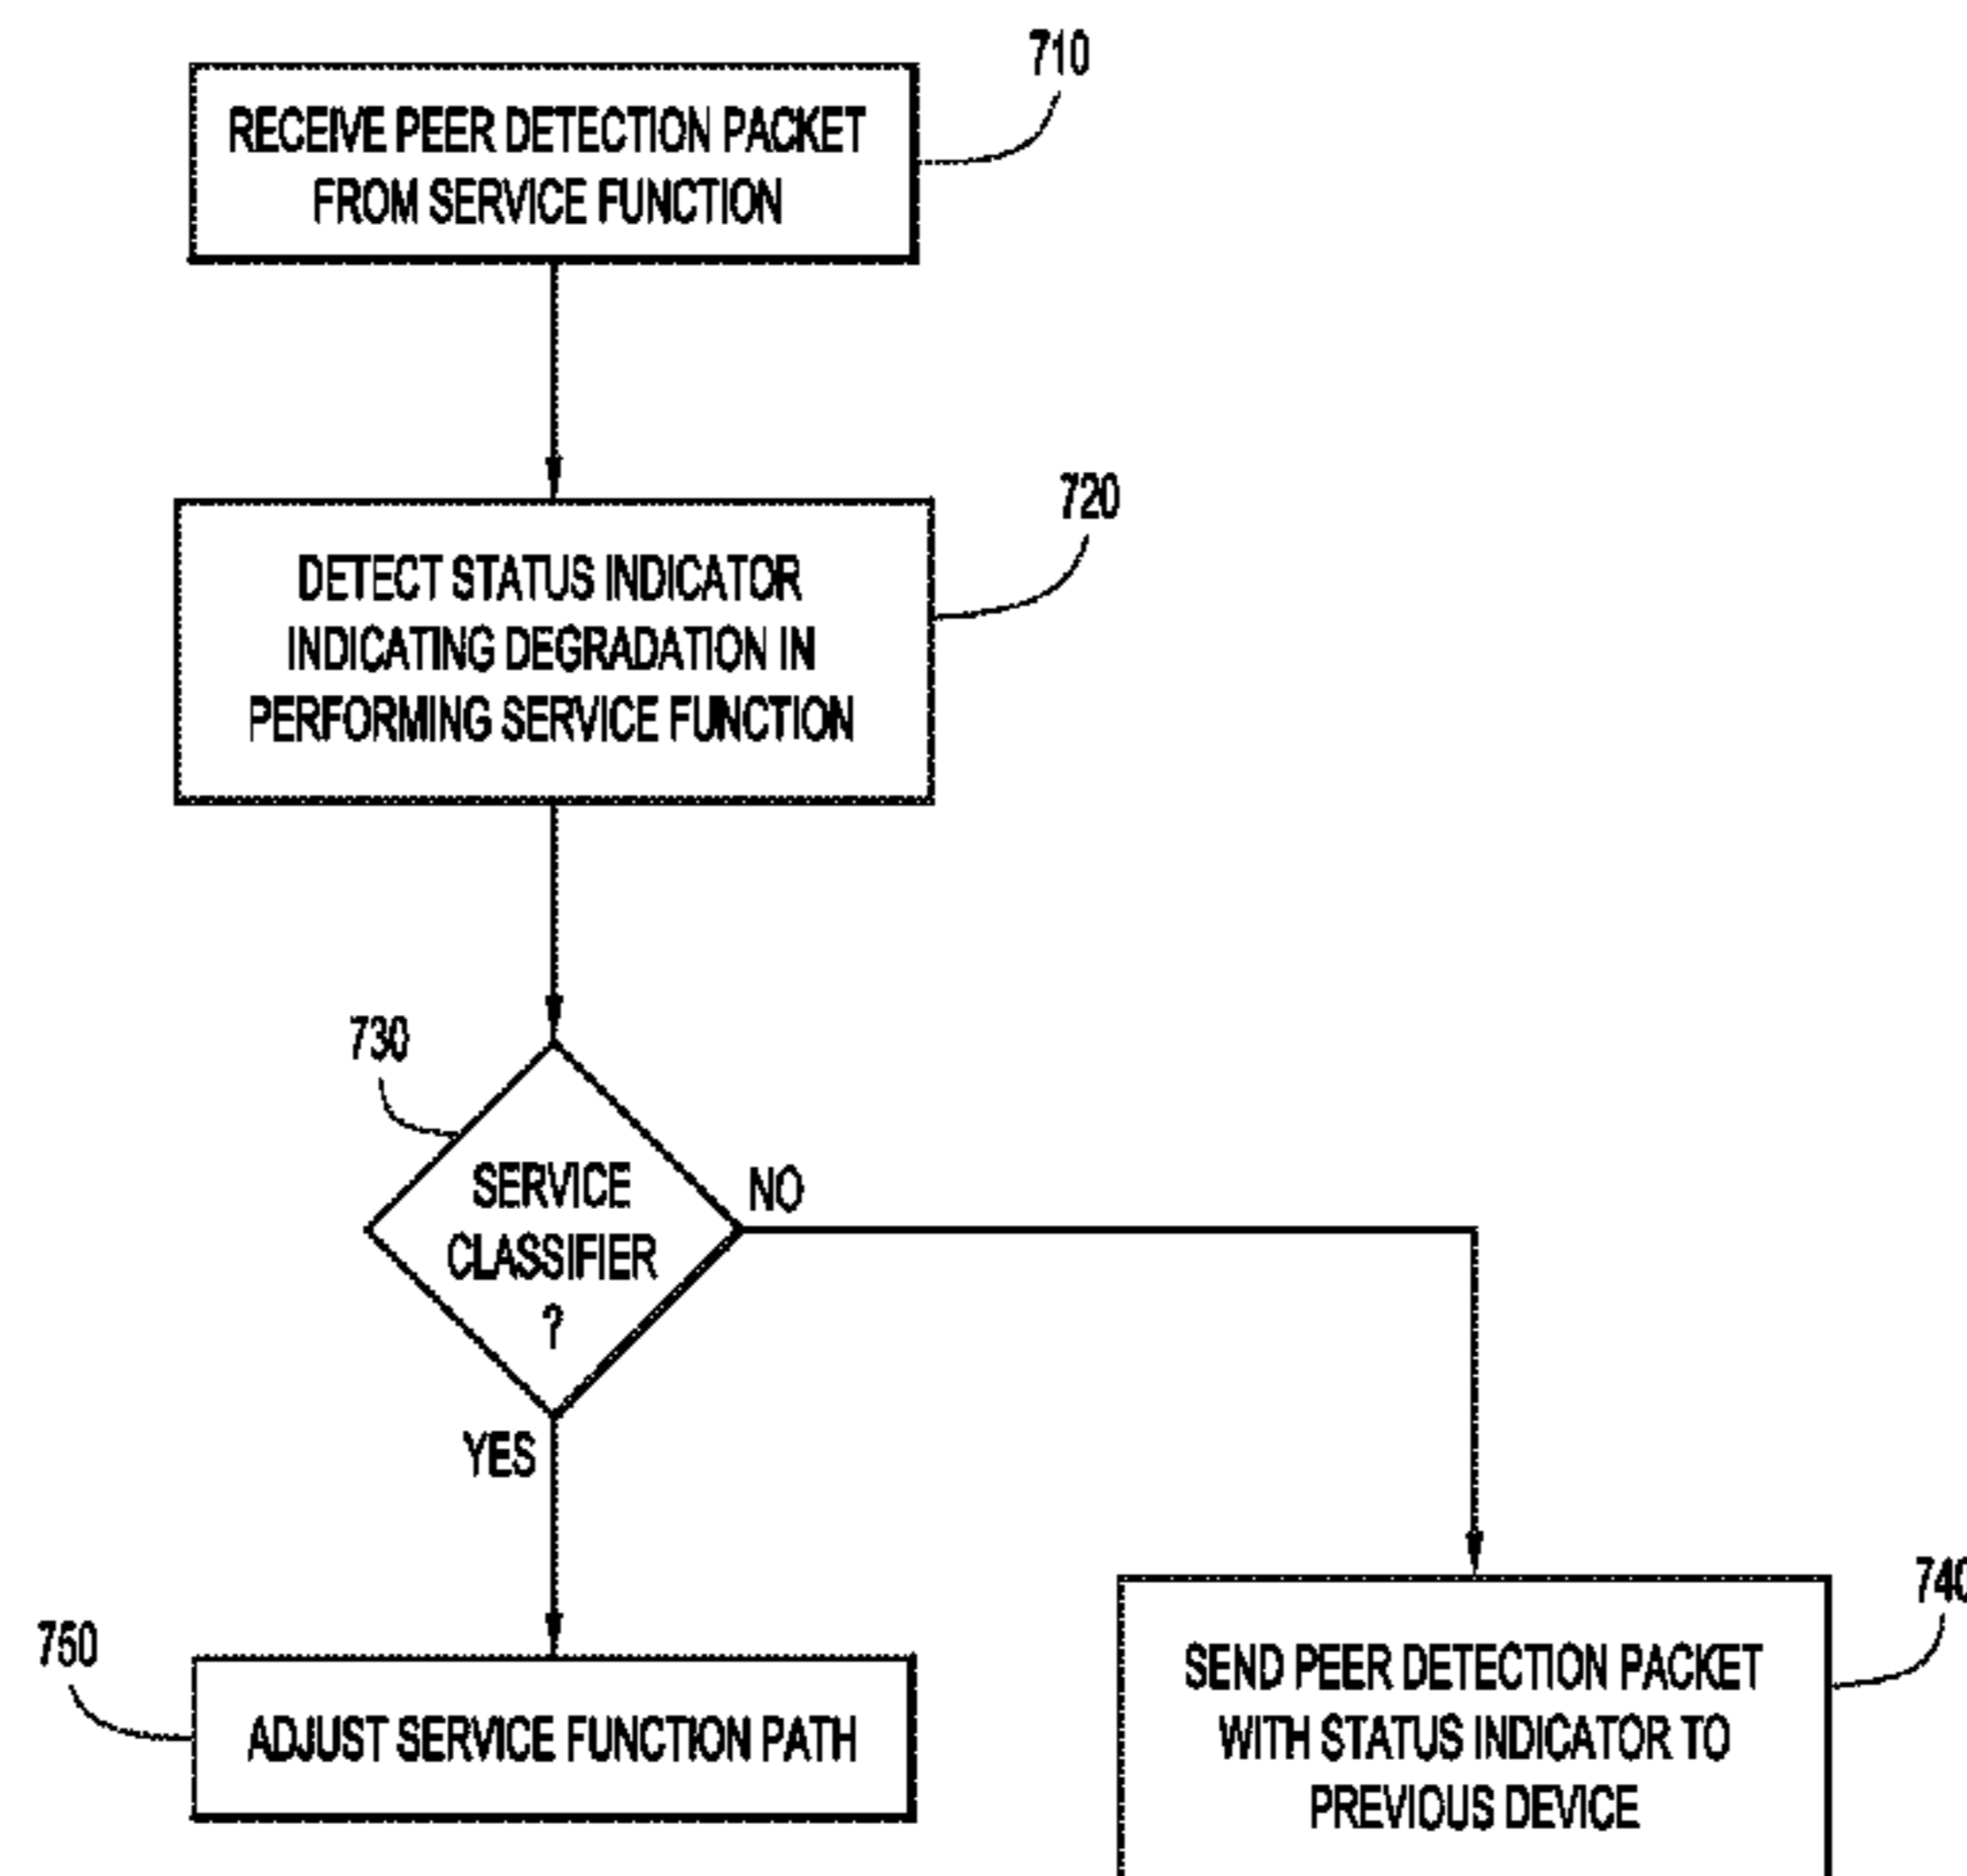 710
RECEIVE PEER DETECTION PACKET
FROM SERVICE FUNCTION
720
DETECT STATUS INDICATOR
INDICATING DEGRADATION IN
PERFORMING SERVICE FUNCTION
730
SERVICE
CLASSIFIER
?
NO
YES
750
ADJUST SERVICE FUNCTION PATH
740
SEND PEER DETECTION PACKET
WITH STATUS INDICATOR TO
PREVIOUS DEVICE